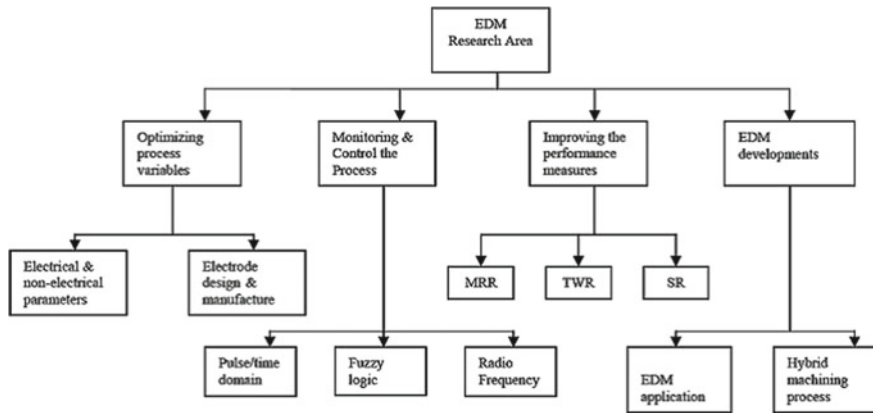 EDM
Research Area
Optimizing
process
variables
Monitoring &
Control the
Process
Improving the
performance
measures
EDM
developments
Electrical &
non-electrical
parameters
Electrode
design &
manufacture
MRR
TWR
SR
Pulse/time
domain
Fuzzy
logic
Radio
Frequency
EDM
application
Hybrid
machining
process